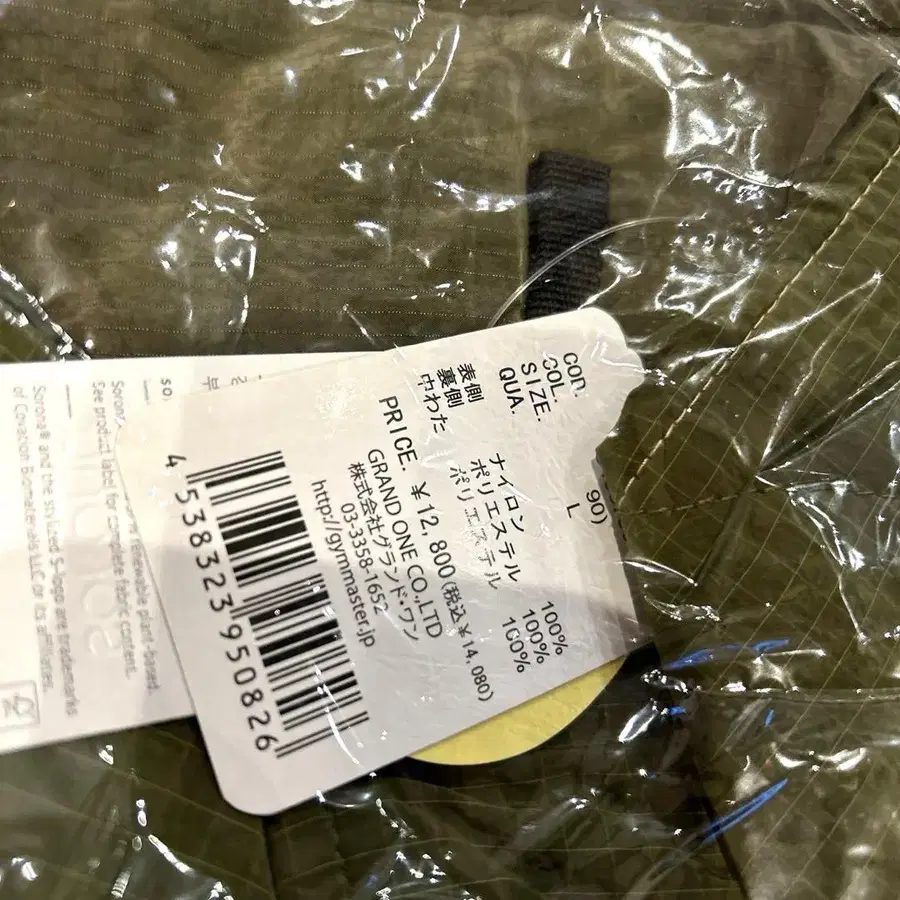 COD.
COL.
SIZE.
QUA.
90)
L
表側 ナイロン 100%
裏側 ポリエステル 100%
中わた ポリエステル 100%
PRICE. ¥12,800(税込¥14,080)
GRAND ONE CO.,LTD
株式会社グランド・ワン
03-3358-1652
http://gymmaster.jp
4 538323 950826
renewable plant-based.
See product label for complete fabric content.
Sorona® and the stylized S-logo are trademarks
of Covation Biomaterials LLC or its affiliates.